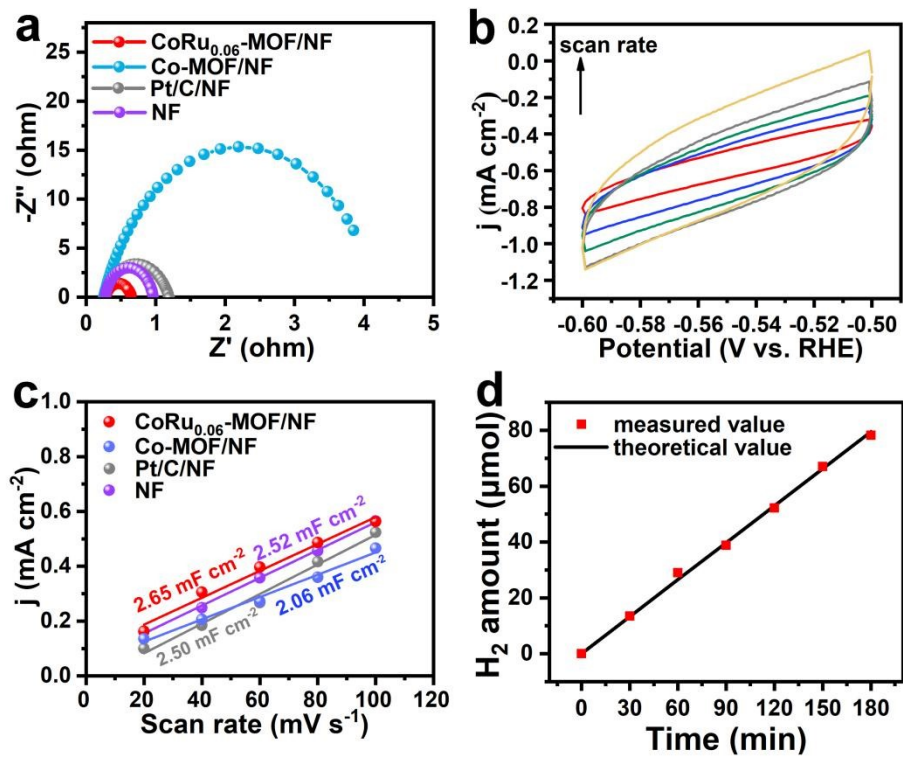 a
CoRu0.06-MOF/NF
Co-MOF/NF
Pt/C/NF
NF
-Z'' (ohm)
25
20
15
10
5
0
0 1 2 3 4 5
Z' (ohm)
b
scan rate
j (mA cm-2)
0.0
-0.2
-0.4
-0.6
-0.8
-1.0
-1.2
-0.60 -0.58 -0.56 -0.54 -0.52 -0.50
Potential (V vs. RHE)
c
CoRu0.06-MOF/NF
Co-MOF/NF
Pt/C/NF
NF
j (mA cm-2)
1.0
0.8
0.6
0.4
0.2
0.0
2.65 mF cm-2
2.52 mF cm-2
2.50 mF cm-2
2.06 mF cm-2
0 20 40 60 80 100 120
Scan rate (mV s-1)
d
measured value
theoretical value
H2 amount (μmol)
80
60
40
20
0
0 30 60 90 120 150 180
Time (min)